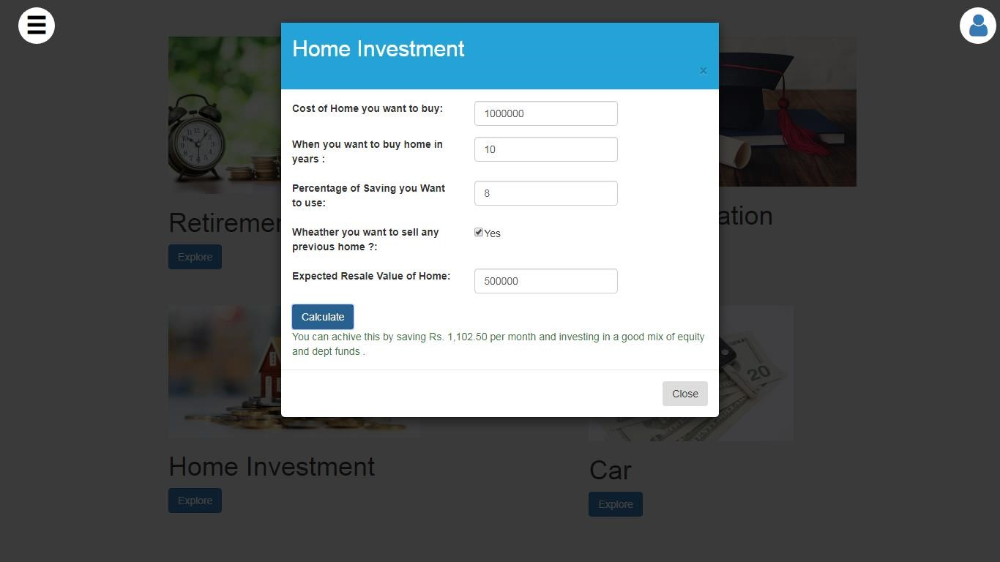 Home Investment
×
Cost of Home you want to buy:
1000000
When you want to buy home in
years :
10
Percentage of Saving you Want
to use:
8
Wheather you want to sell any
previous home ?:
Yes
Expected Resale Value of Home:
500000
Calculate
You can achive this by saving Rs. 1,102.50 per month and investing in a good mix of equity
and dept funds .
Close
Retiremen
Explore
ation
Home Investment
Explore
20
Car
Explore